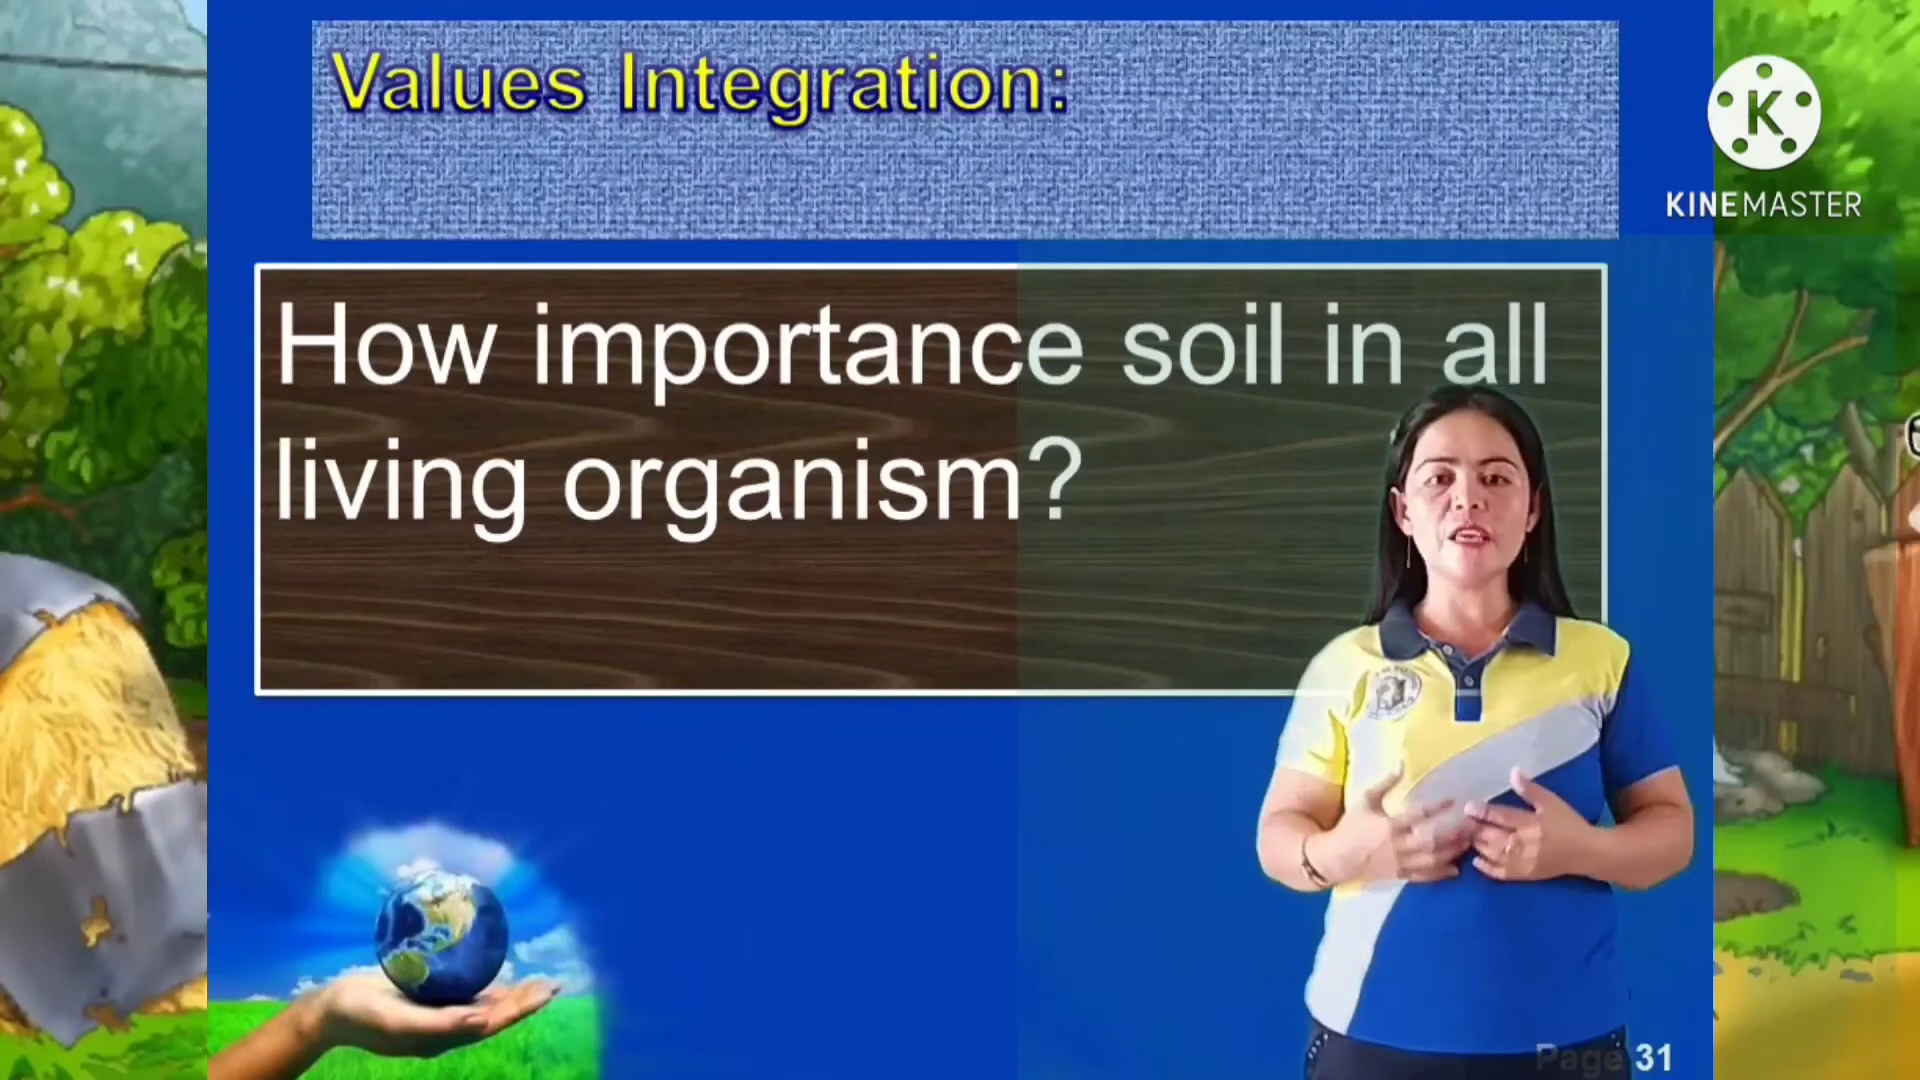 Values Integration:
K
KINEMASTER
How importance soil in all
living organism?
Page 31